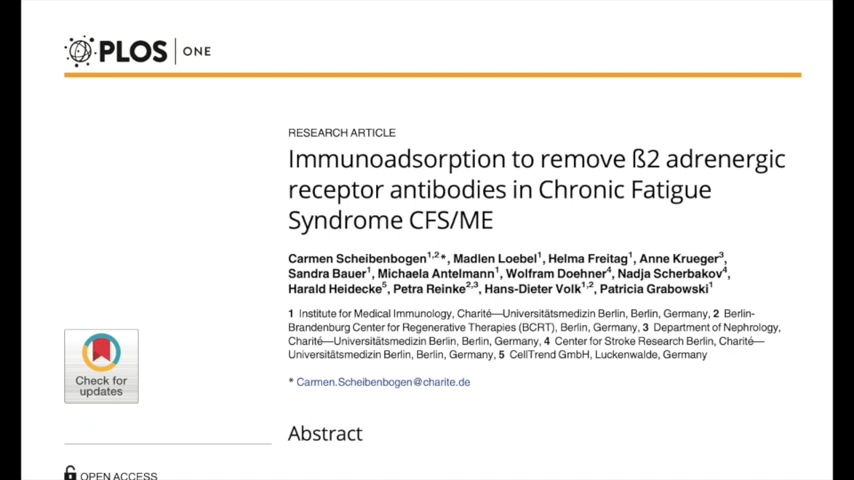 PLOS | ONE
RESEARCH ARTICLE
Immunoadsorption to remove ß2 adrenergic
receptor antibodies in Chronic Fatigue
Syndrome CFS/ME
Carmen Scheibenbogen1,2*, Madlen Loebel1, Helma Freitag1, Anne Krueger3,
Sandra Bauer1, Michaela Antelmann1, Wolfram Doehner4, Nadja Scherbakov4,
Harald Heidecke5, Petra Reinke2,3, Hans-Dieter Volk1,2, Patricia Grabowski1
1 Institute for Medical Immunology, Charité—Universitätsmedizin Berlin, Berlin, Germany, 2 Berlin-
Brandenburg Center for Regenerative Therapies (BCRT), Berlin, Germany, 3 Department of Nephrology,
Charité—Universitätsmedizin Berlin, Berlin, Germany, 4 Center for Stroke Research Berlin, Charité—
Universitätsmedizin Berlin, Berlin, Germany, 5 CellTrend GmbH, Luckenwalde, Germany
* Carmen.Scheibenbogen@charite.de
Check for
updates
Abstract
OPEN ACCESS